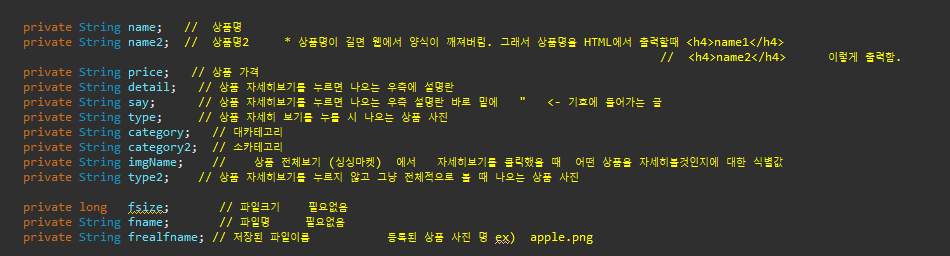 private String name;   //  상품명
private String name2;  //  상품명2     * 상품명이 길면 웹에서 양식이 깨져버림. 그래서 상품명을 HTML에서 출력할때 <h4>name1</h4>
//  <h4>name2</h4>      이렇게 출력함.
private String price;   // 상품 가격
private String detail;   // 상품 자세히보기를 누르면 나오는 우측에 설명란
private String say;      // 상품 자세히보기를 누르면 나오는 우측 설명란 바로 밑에   "   <- 기호에 들어가는 글
private String type;     // 상품 자세히 보기를 누를 시 나오는 상품 사진
private String category;   // 대카테고리
private String category2;  // 소카테고리
private String imgName;    //    상품 전체보기 (싱싱마켓)  에서   자세히보기를 클릭했을 때  어떤 상품을 자세히볼것인지에 대한 식별값
private String type2;    // 상품 자세히보기를 누르지 않고 그냥 전체적으로 볼 때 나오는 상품 사진
private long   fsize;       // 파일크기    필요없음
private String fname;       // 파일명     필요없음
private String frealfname; // 저장된 파일이름           등록된 상품 사진 명 ex)  apple.png